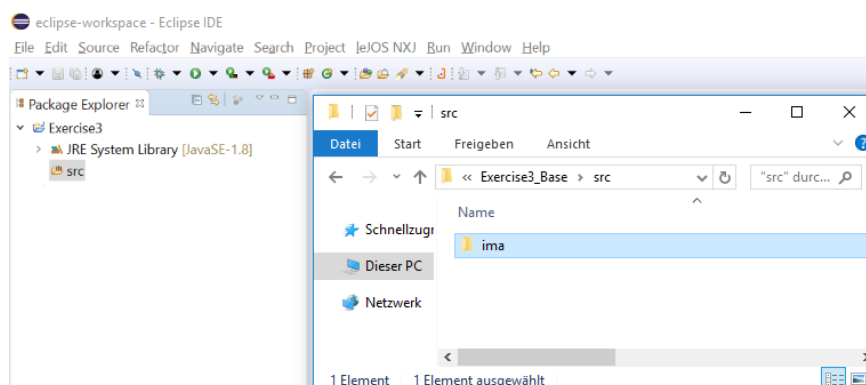 eclipse-workspace - Eclipse IDE
File Edit Source Refactor Navigate Search Project leJOS NXJ Run Window Help
Package Explorer
Exercise3
JRE System Library [JavaSE-1.8]
src
src
Datei Start Freigeben Ansicht
« Exercise3_Base > src
"src" durc...
Name
Schnellzugr
ima
Dieser PC
Netzwerk
1 Element 1 Element ausgewählt